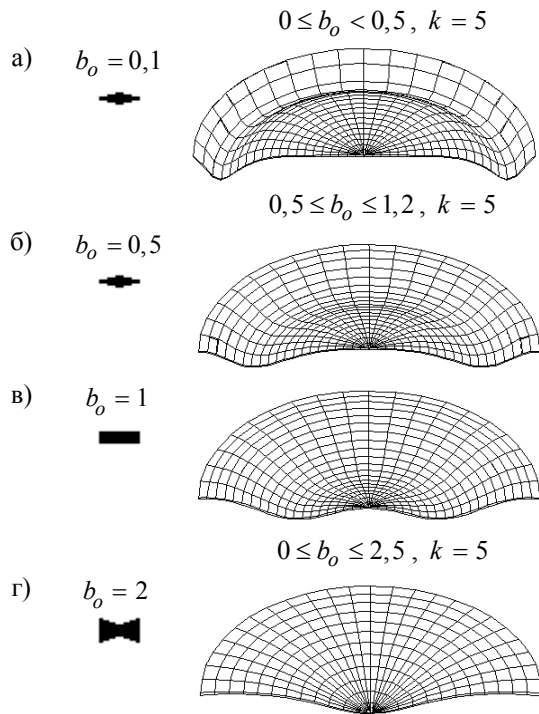 0 ≤ b_o < 0,5 , k = 5
а) b_o = 0,1
0,5 ≤ b_o ≤ 1,2 , k = 5
б) b_o = 0,5
в) b_o = 1
0 ≤ b_o ≤ 2,5 , k = 5
г) b_o = 2